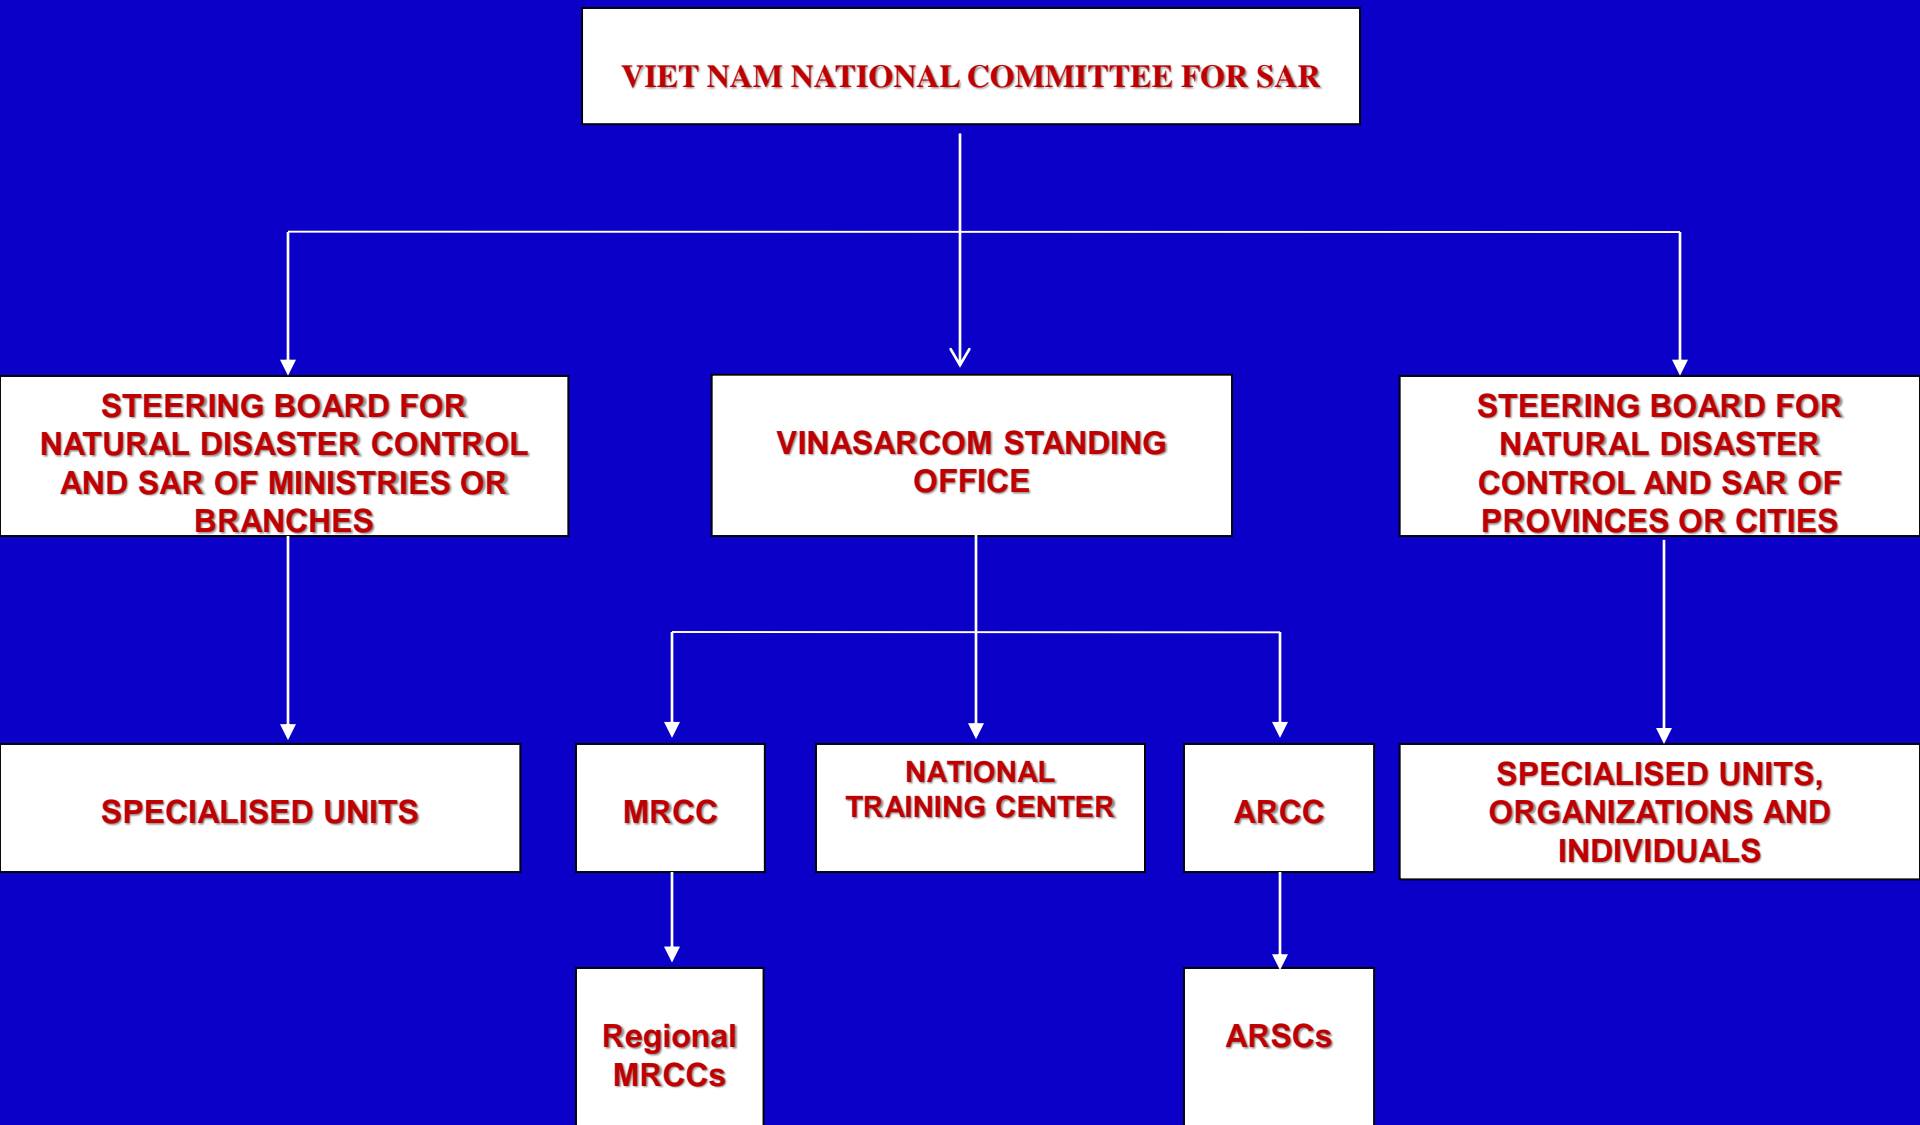 VIET NAM NATIONAL COMMITTEE FOR SAR
STEERING BOARD FOR
NATURAL DISASTER CONTROL
AND SAR OF MINISTRIES OR
BRANCHES
VINASARCOM STANDING
OFFICE
STEERING BOARD FOR
NATURAL DISASTER
CONTROL AND SAR OF
PROVINCES OR CITIES
SPECIALISED UNITS
MRCC
NATIONAL
TRAINING CENTER
ARCC
SPECIALISED UNITS,
ORGANIZATIONS AND
INDIVIDUALS
Regional
MRCCs
ARSCs